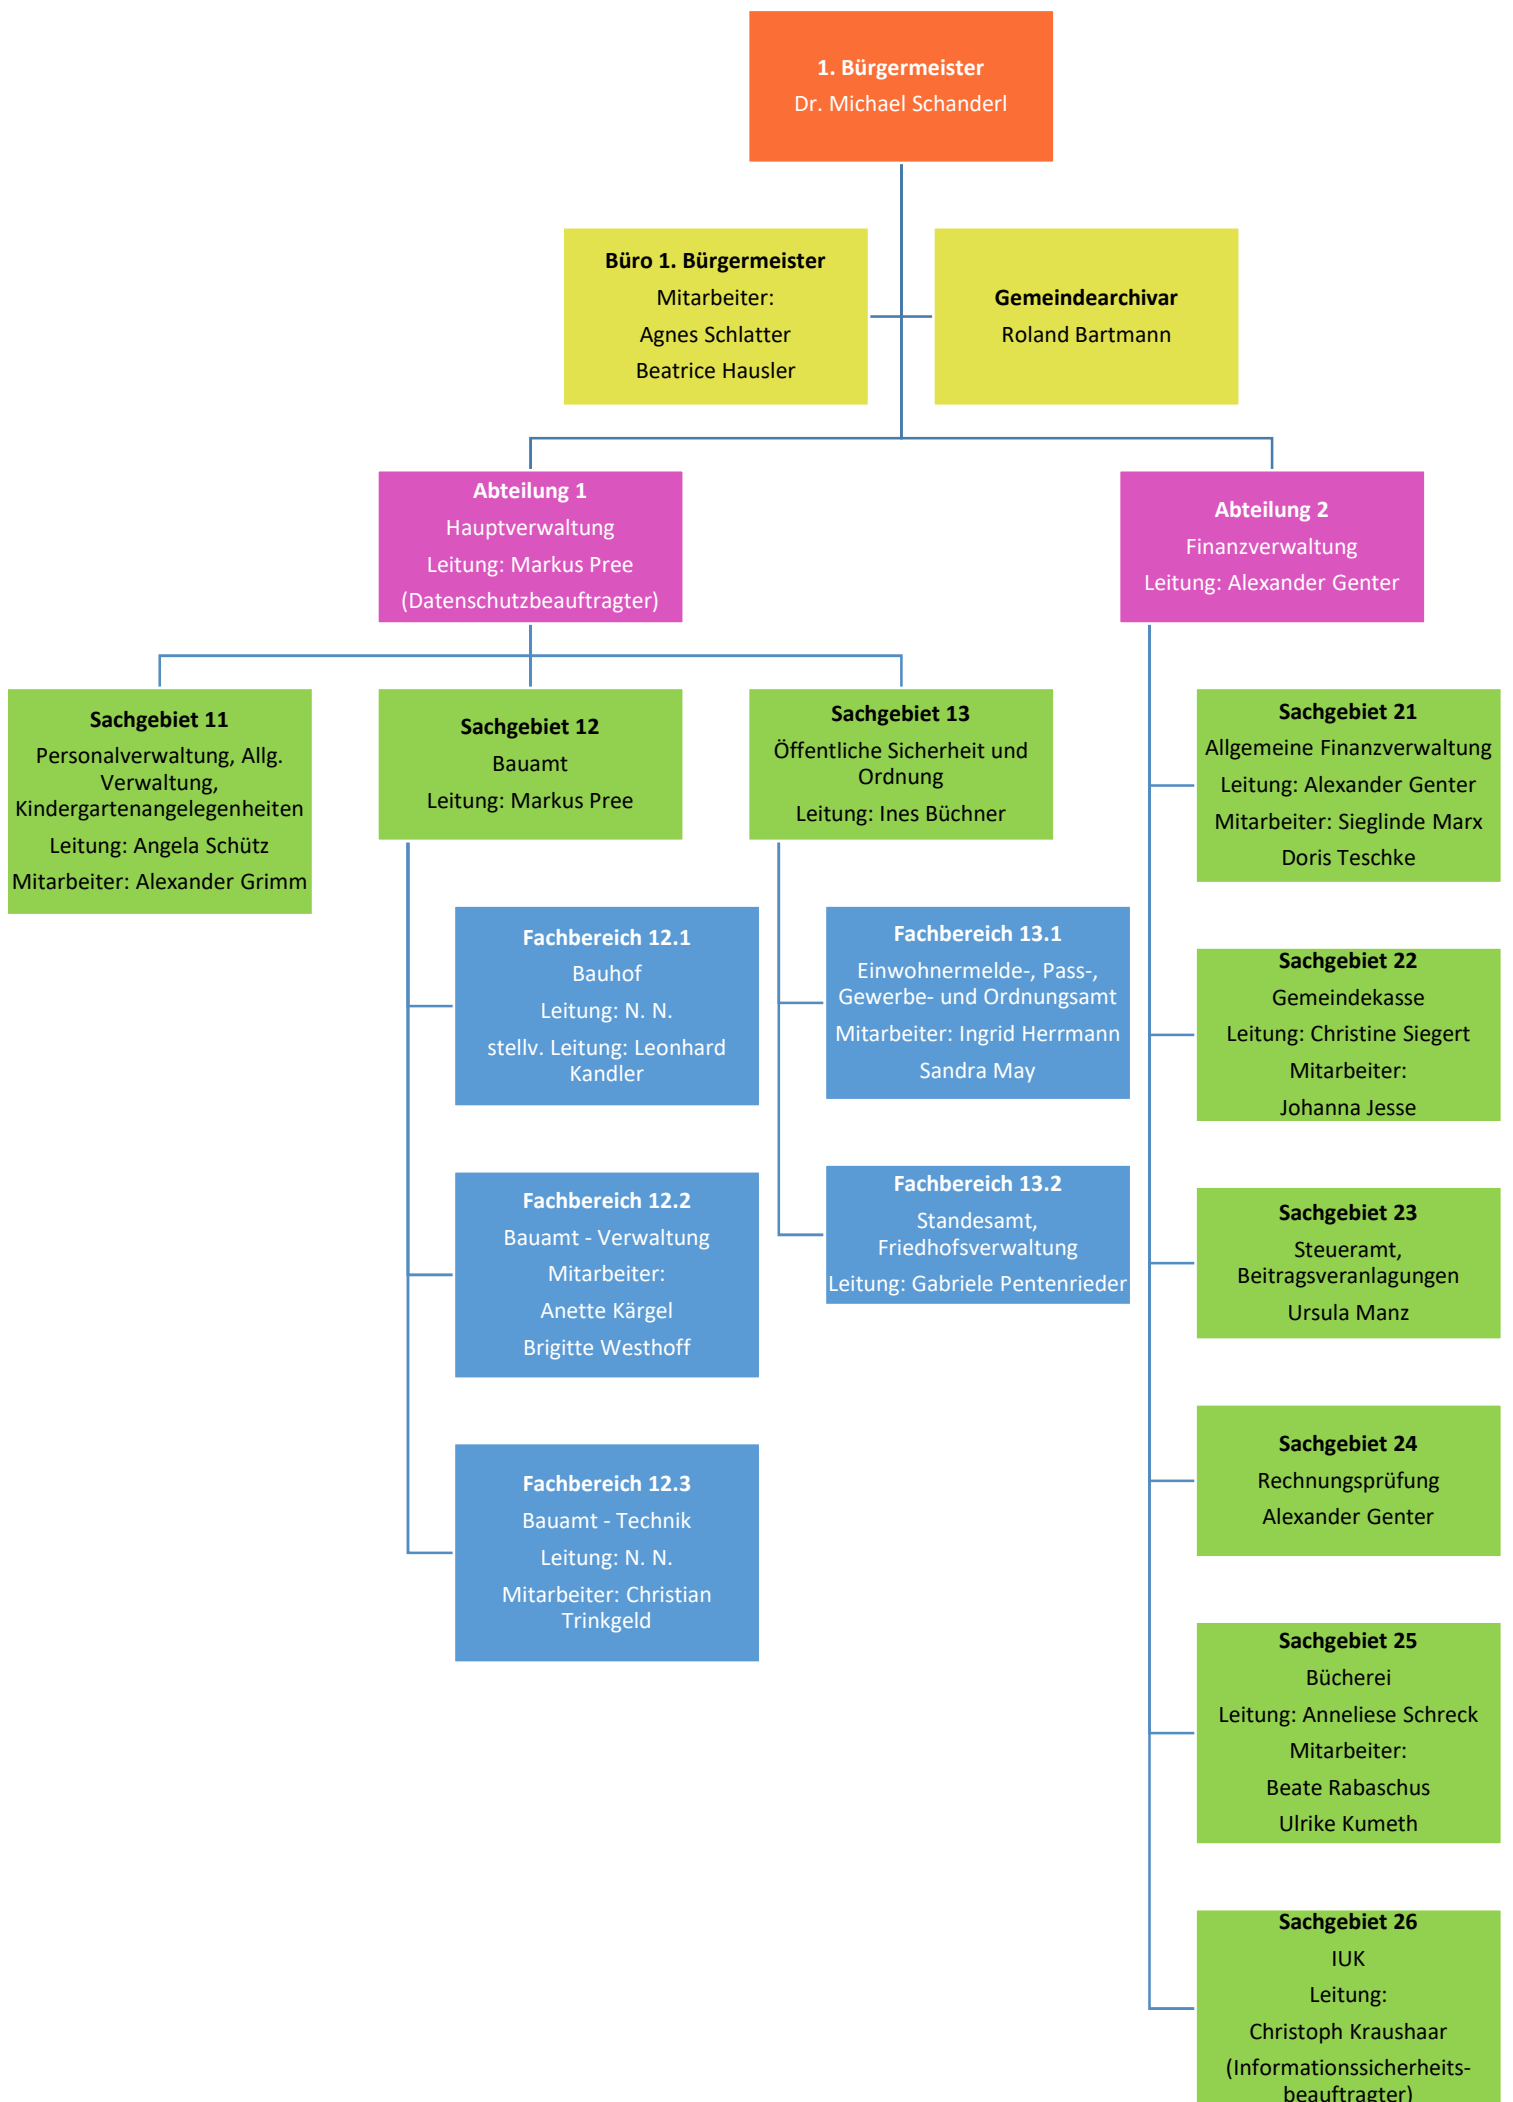 1. Bürgermeister
Dr. Michael Schanderl
Büro 1. Bürgermeister
Mitarbeiter:
Agnes Schlatter
Beatrice Hausler
Gemeindearchivar
Roland Bartmann
Abteilung 1
Hauptverwaltung
Leitung: Markus Pree
(Datenschutzbeauftragter)
Abteilung 2
Finanzverwaltung
Leitung: Alexander Genter
Sachgebiet 11
Personalverwaltung, Allg.
Verwaltung,
Kindergartenangelegenheiten
Leitung: Angela Schütz
Mitarbeiter: Alexander Grimm
Sachgebiet 12
Bauamt
Leitung: Markus Pree
Fachbereich 12.1
Bauhof
Leitung: N. N.
stellv. Leitung: Leonhard
Kandler
Fachbereich 12.2
Bauamt - Verwaltung
Mitarbeiter:
Anette Kärgel
Brigitte Westhoff
Fachbereich 12.3
Bauamt - Technik
Leitung: N. N.
Mitarbeiter: Christian
Trinkgeld
Sachgebiet 13
Öffentliche Sicherheit und
Ordnung
Leitung: Ines Büchner
Fachbereich 13.1
Einwohnermelde-, Pass-,
Gewerbe- und Ordnungsamt
Mitarbeiter: Ingrid Herrmann
Sandra May
Fachbereich 13.2
Standesamt,
Friedhofsverwaltung
Leitung: Gabriele Pentenrieder
Sachgebiet 21
Allgemeine Finanzverwaltung
Leitung: Alexander Genter
Mitarbeiter: Sieglinde Marx
Doris Teschke
Sachgebiet 22
Gemeindekasse
Leitung: Christine Siegert
Mitarbeiter:
Johanna Jesse
Sachgebiet 23
Steueramt,
Beitragsveranlagungen
Ursula Manz
Sachgebiet 24
Rechnungsprüfung
Alexander Genter
Sachgebiet 25
Bücherei
Leitung: Anneliese Schreck
Mitarbeiter:
Beate Rabaschus
Ulrike Kumeth
Sachgebiet 26
IUK
Leitung:
Christoph Kraushaar
(Informationssicherheits-
beauftragter)